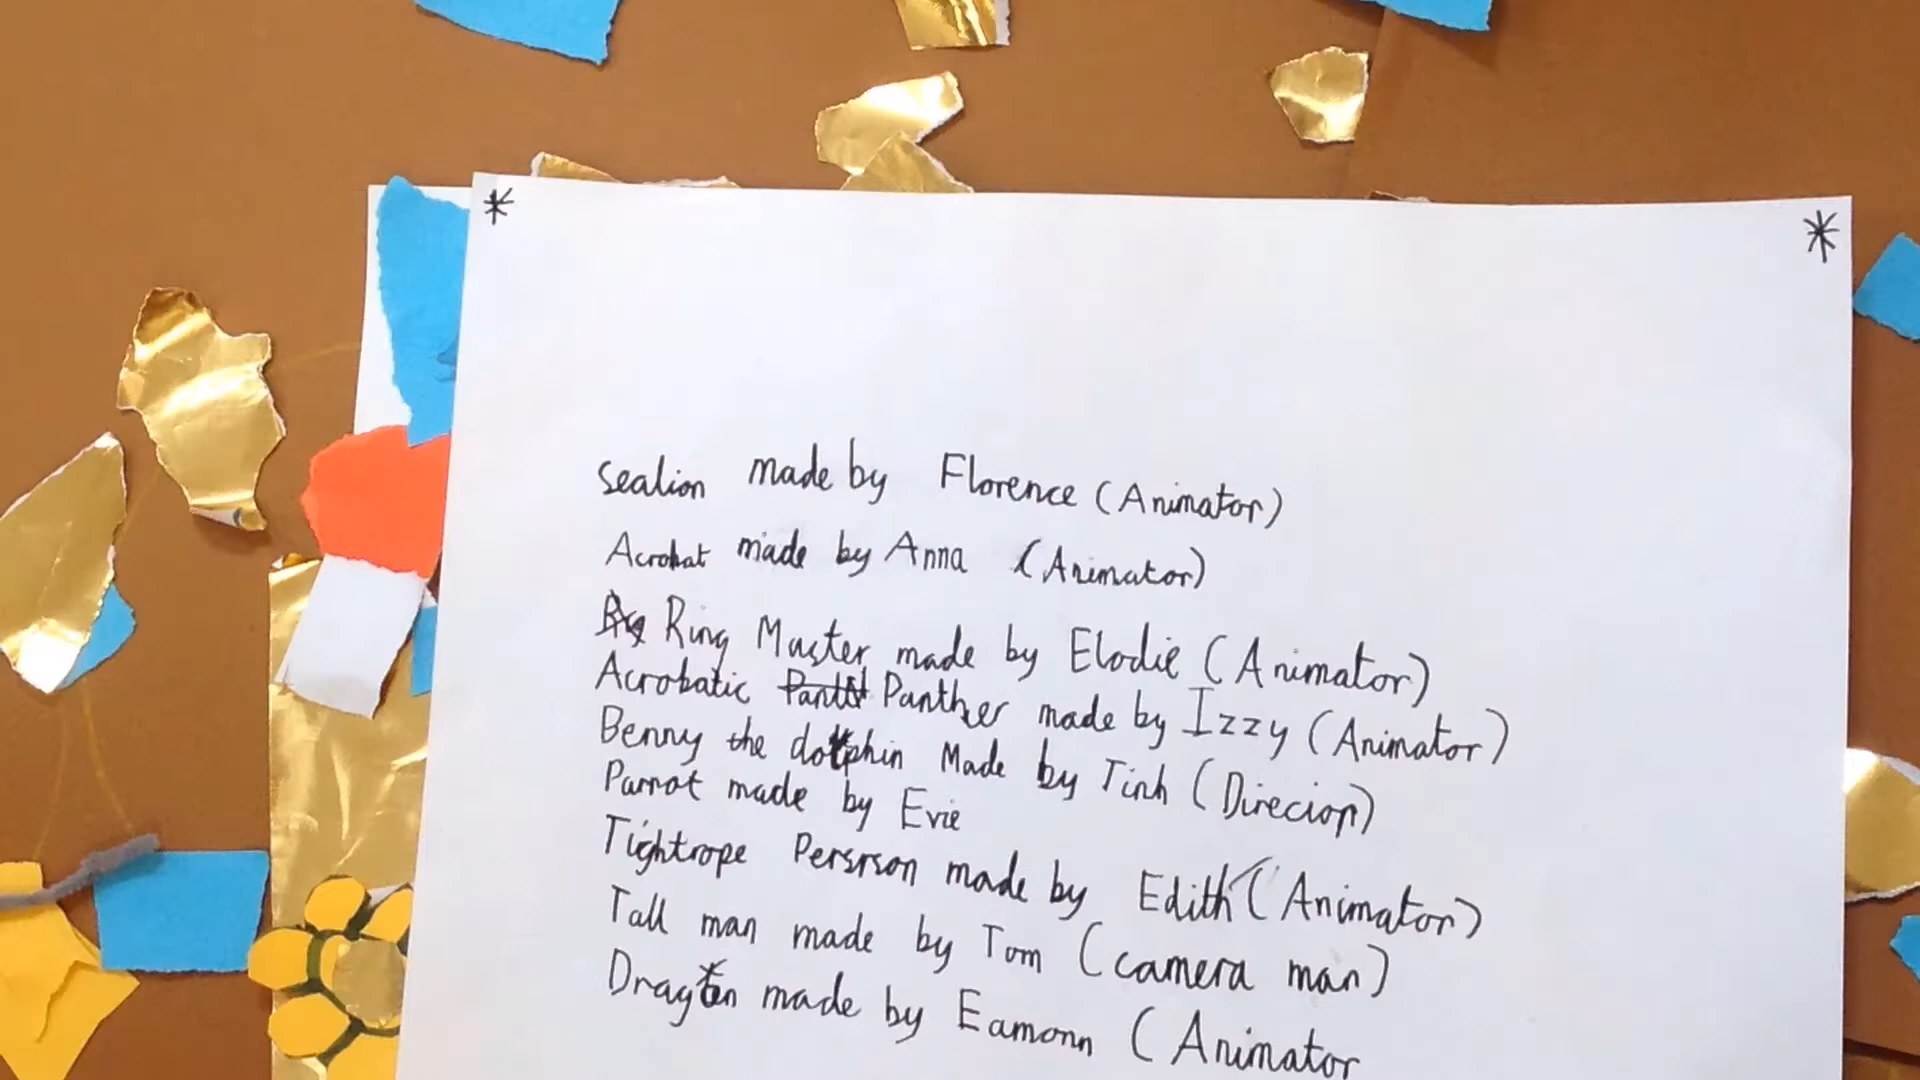 *
*
Sealion made by Florence (Animator)
Acrobat made by Anna (Animator)
Ring Master made by Elodie (Animator)
Acrobatic Panther made by Izzy (Animator)
Benny the dolphin Made by Tinh (Direcior)
Parrot made by Evie
Tightrope Persrson made by Edith (Animator)
Tall man made by Tom (camera man)
Dragon made by Eamonn (Animator